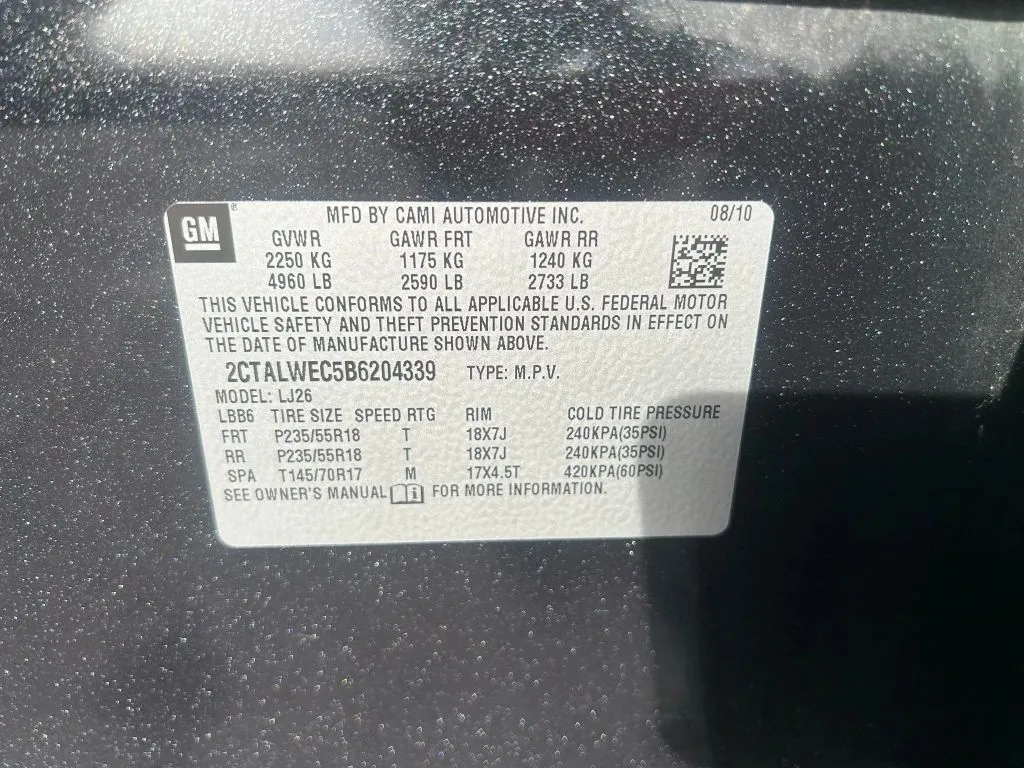 GM ® MFD BY CAMI AUTOMOTIVE INC. 08/10
GVWR GAWR FRT GAWR RR
2250 KG 1175 KG 1240 KG
4960 LB 2590 LB 2733 LB
THIS VEHICLE CONFORMS TO ALL APPLICABLE U.S. FEDERAL MOTOR
VEHICLE SAFETY AND THEFT PREVENTION STANDARDS IN EFFECT ON
THE DATE OF MANUFACTURE SHOWN ABOVE.
2CTALWEC5B6204339 TYPE: M.P.V.
MODEL: LJ26
LBB6 TIRE SIZE SPEED RTG RIM COLD TIRE PRESSURE
FRT P235/55R18 T 18X7J 240KPA(35PSI)
RR P235/55R18 T 18X7J 240KPA(35PSI)
SPA T145/70R17 M 17X4.5T 420KPA(60PSI)
SEE OWNER'S MANUAL i FOR MORE INFORMATION.